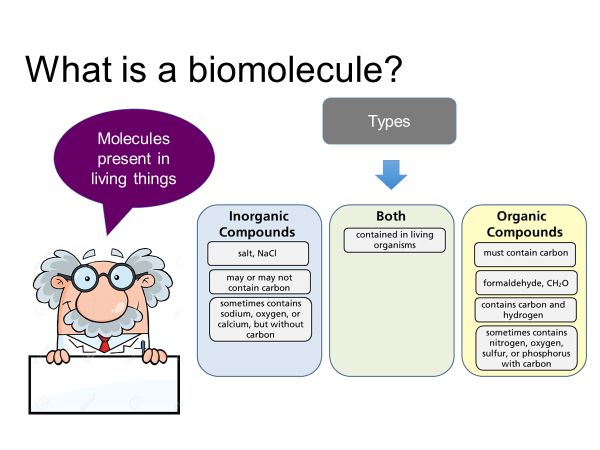 What is a biomolecule?
Molecules
present in
living things
Types
Inorganic
Compounds
salt, NaCl
may or may not
contain carbon
sometimes contains
sodium, oxygen, or
calcium, but without
carbon
Both
contained in living
organisms
Organic
Compounds
must contain carbon
formaldehyde, CH₂O
contains carbon and
hydrogen
sometimes contains
nitrogen, oxygen,
sulfur, or phosphorus
with carbon